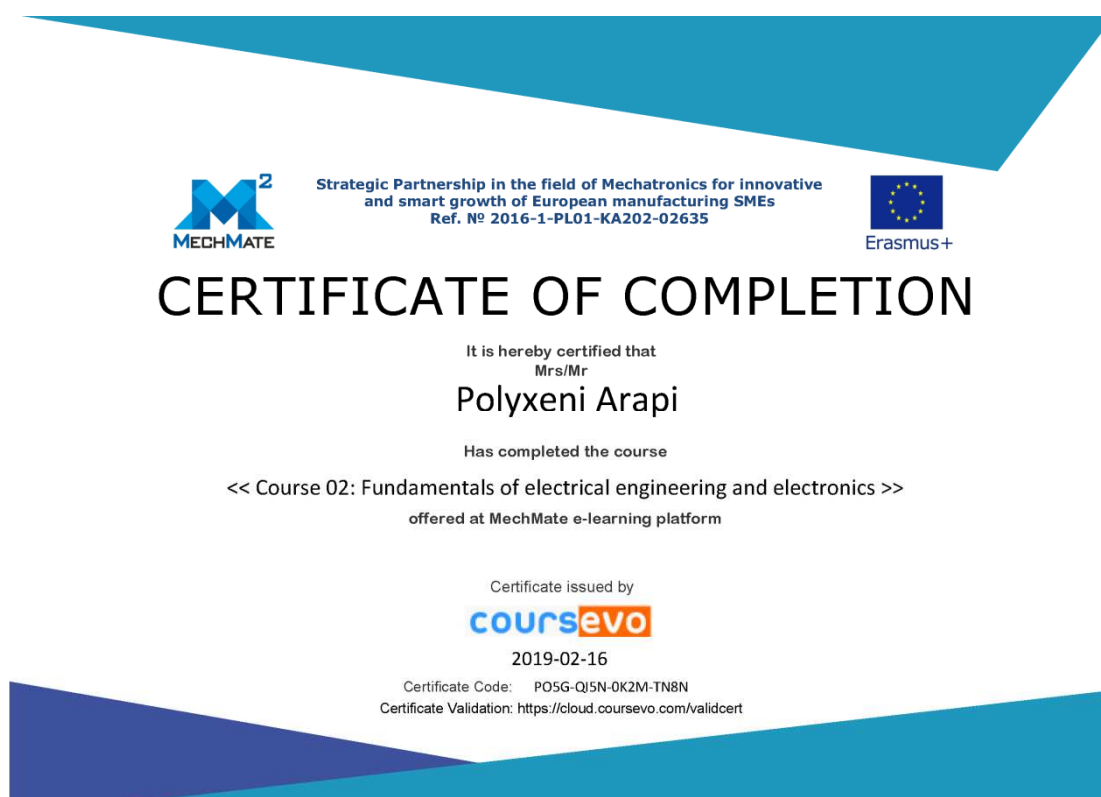 M²
MECHMATE
Strategic Partnership in the field of Mechatronics for innovative
and smart growth of European manufacturing SMEs
Ref. Nº 2016-1-PL01-KA202-02635
Erasmus+
CERTIFICATE OF COMPLETION
It is hereby certified that
Mrs/Mr
Polyxeni Arapi
Has completed the course
<< Course 02: Fundamentals of electrical engineering and electronics >>
offered at MechMate e-learning platform
Certificate issued by
coursevo
2019-02-16
Certificate Code: PO5G-QI5N-0K2M-TN8N
Certificate Validation: https://cloud.coursevo.com/validcert